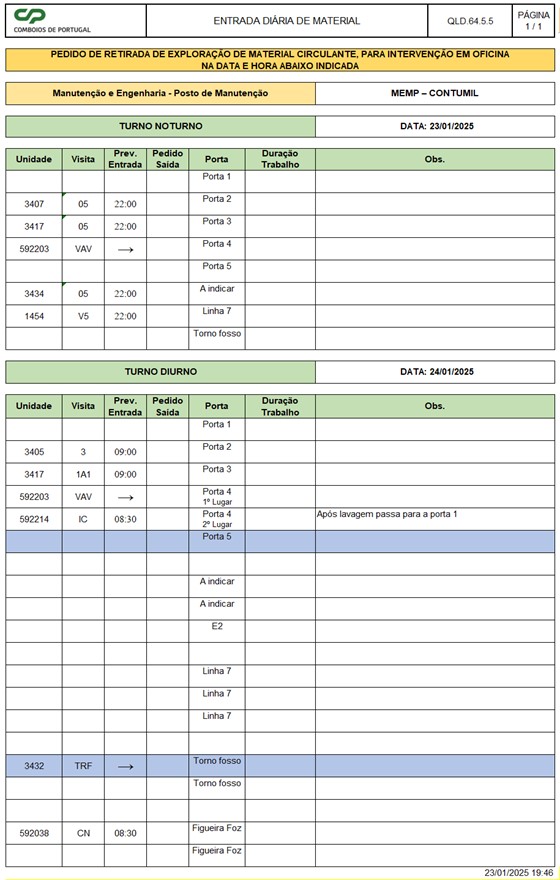 CP
COMBOIOS DE PORTUGAL
ENTRADA DIÁRIA DE MATERIAL
QLD.64.5.5
PÁGINA
1 / 1
PEDIDO DE RETIRADA DE EXPLORAÇÃO DE MATERIAL CIRCULANTE, PARA INTERVENÇÃO EM OFICINA
NA DATA E HORA ABAIXO INDICADA
Manutenção e Engenharia - Posto de Manutenção MEMP – CONTUMIL
TURNO NOTURNO DATA: 23/01/2025
Unidade Visita Prev. Entrada Pedido Saída Porta Duração Trabalho Obs.
Porta 1
3407 05 22:00 Porta 2
3417 05 22:00 Porta 3
592203 VAV → Porta 4
Porta 5
3434 05 22:00 A indicar
1454 V5 22:00 Linha 7
Torno fosso
TURNO DIURNO DATA: 24/01/2025
Unidade Visita Prev. Entrada Pedido Saída Porta Duração Trabalho Obs.
Porta 1
3405 3 09:00 Porta 2
3417 1A1 09:00 Porta 3
592203 VAV → Porta 4 1º Lugar
592214 IC 08:30 Porta 4 2º Lugar Após lavagem passa para a porta 1
Porta 5
A indicar
A indicar
E2
Linha 7
Linha 7
Linha 7
3432 TRF → Torno fosso
Torno fosso
592038 CN 08:30 Figueira Foz
Figueira Foz
23/01/2025 19:46